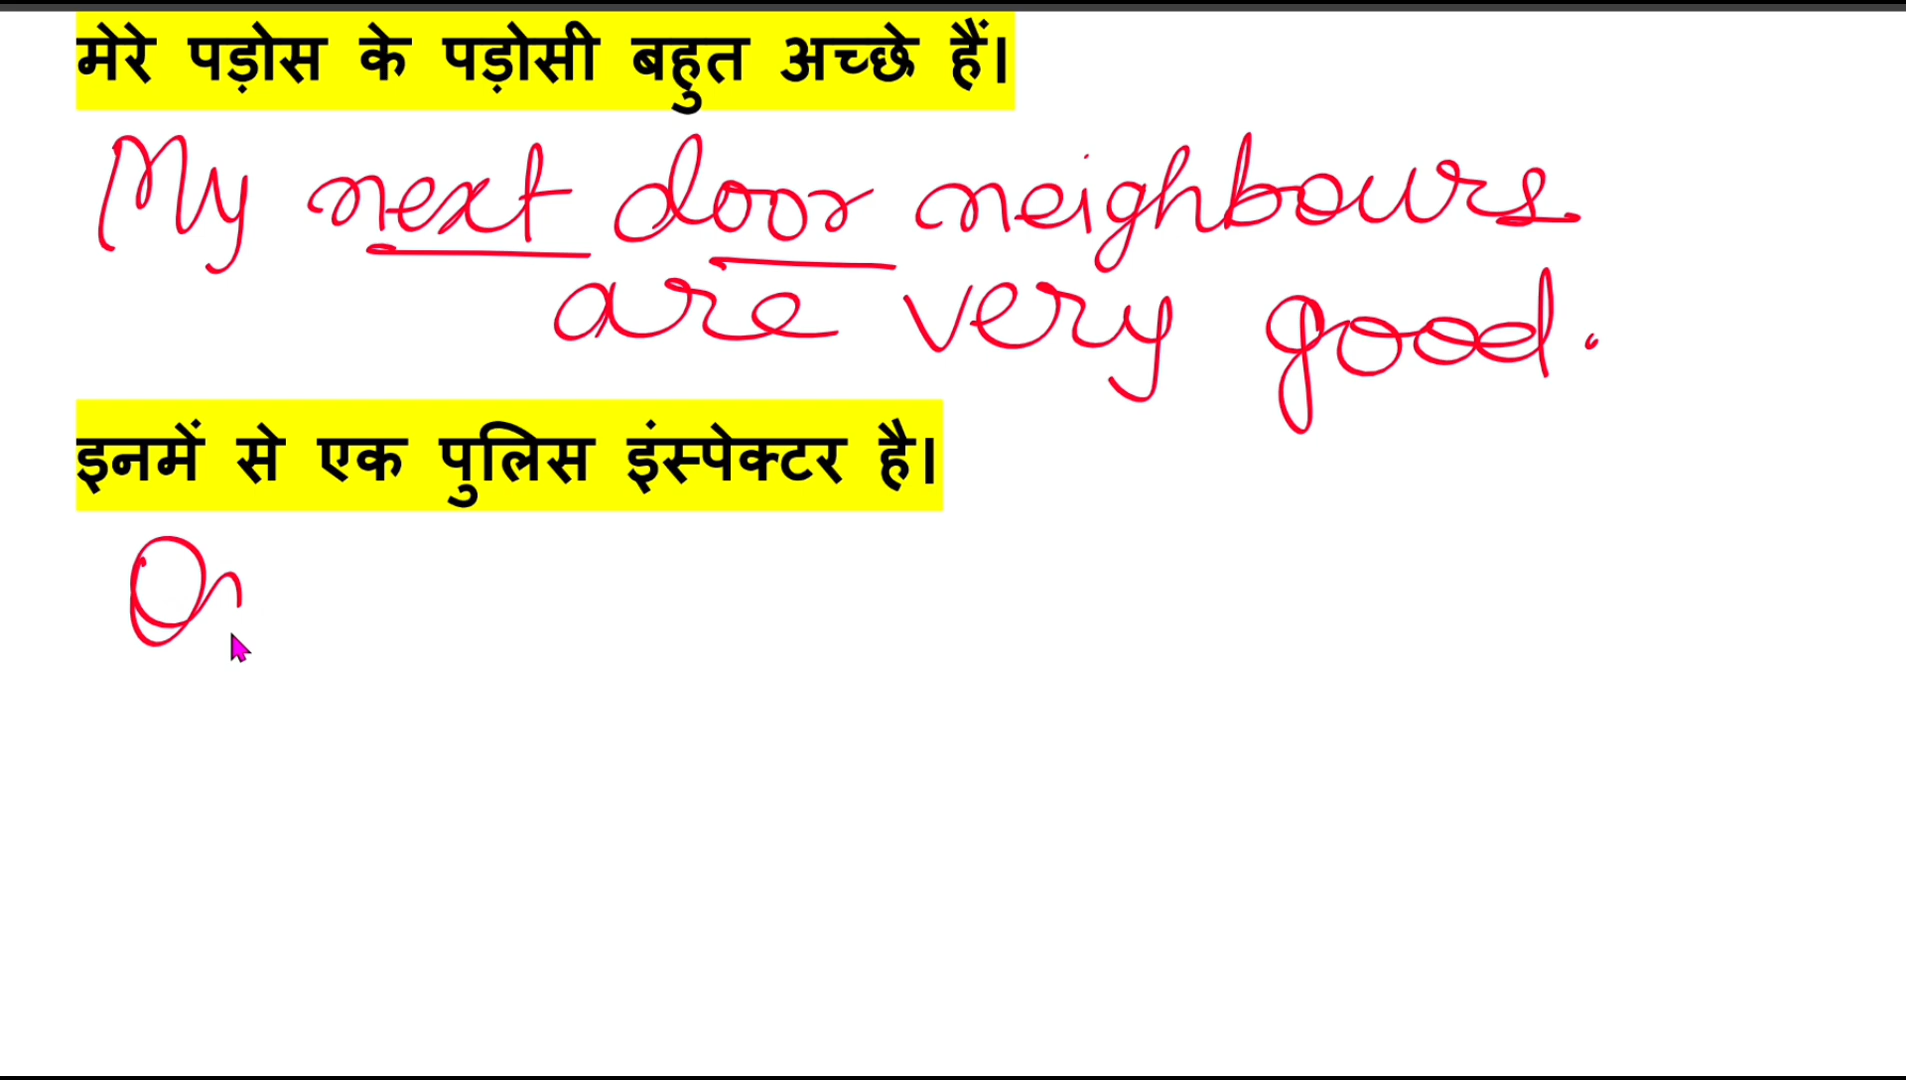 मेरे पड़ोस के पड़ोसी बहुत अच्छे हैं।
My next door neighbours
are very good.
इनमें से एक पुलिस इंस्पेक्टर है।
On